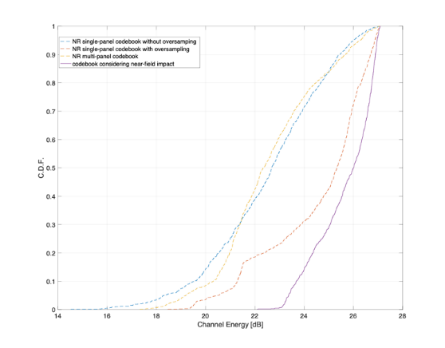 1
NR single-panel codebook without oversampling
NR single-panel codebook with oversampling
NR multi-panel codebook
codebook considering near-field impact
0.9
0.8
0.7
0.6
0.5
0.4
0.3
0.2
0.1
0
C.D.F.
14 16 18 20 22 24 26 28
Channel Energy [dB]